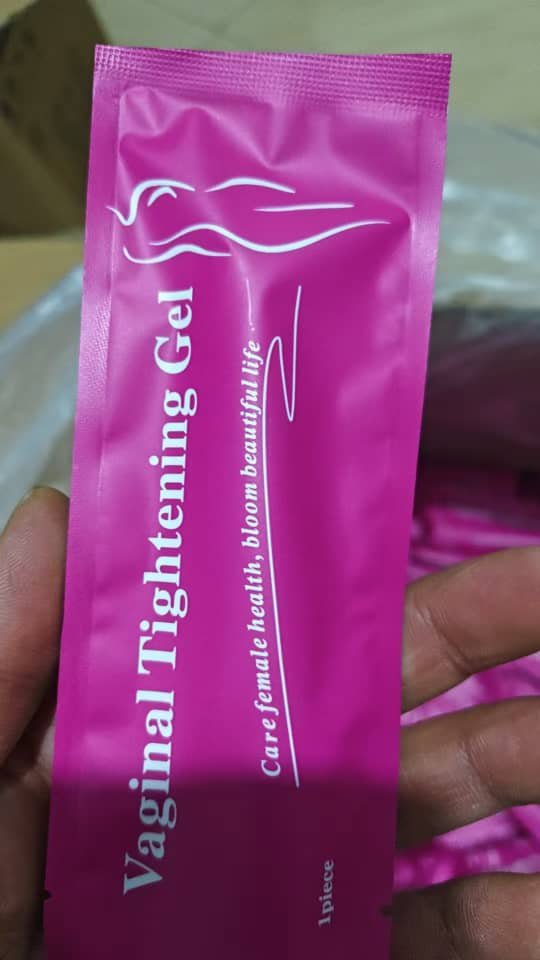 Vaginal Tightening Gel
Care female health, bloom beautiful life
1piece